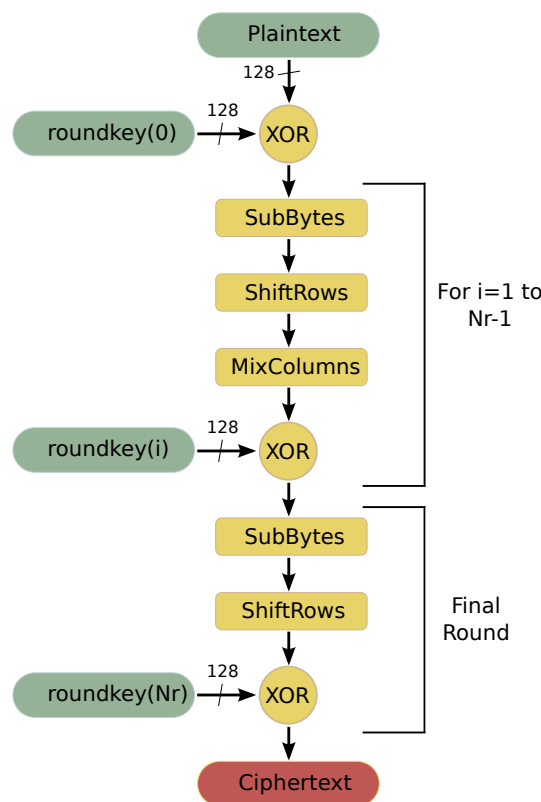 Plaintext
128
roundkey(0)
128
XOR
SubBytes
ShiftRows
For i=1 to
Nr-1
MixColumns
roundkey(i)
128
XOR
SubBytes
ShiftRows
Final
Round
roundkey(Nr)
128
XOR
Ciphertext